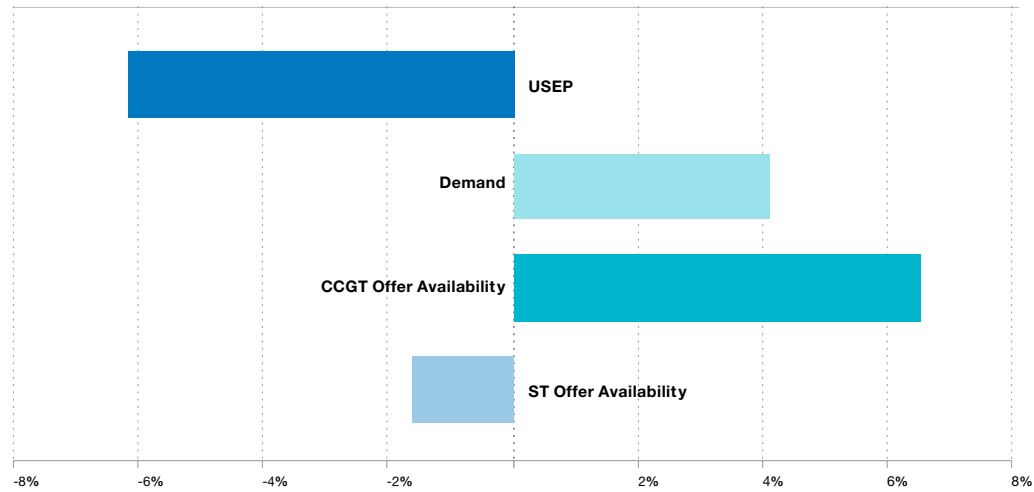 USEP
Demand
CCGT Offer Availability
ST Offer Availability
-8% -6% -4% -2% 2% 4% 6% 8%